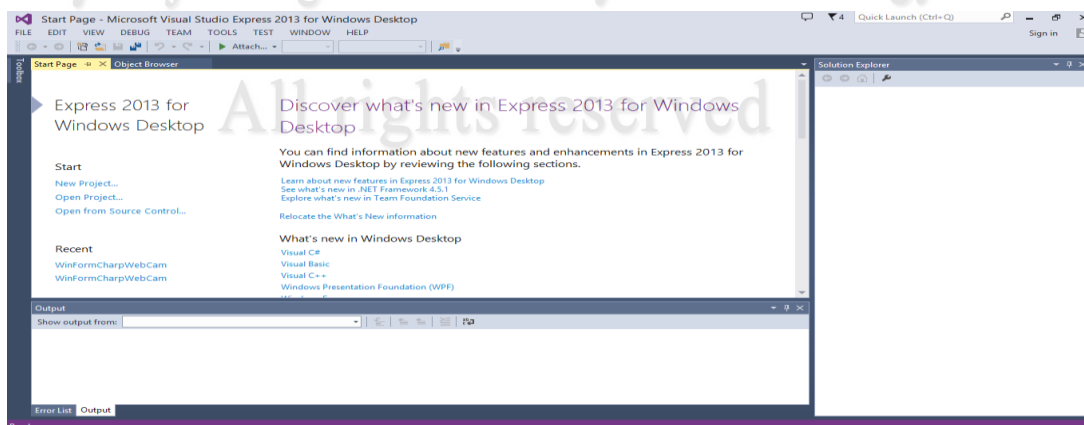 Start Page - Microsoft Visual Studio Express 2013 for Windows Desktop
4
Quick Launch (Ctrl+Q)
FILE EDIT VIEW DEBUG TEAM TOOLS TEST WINDOW HELP
Sign in
Attach...
Toolbox
Start Page
Object Browser
Solution Explorer
All rights reserved
Express 2013 for
Windows Desktop
Start
New Project...
Open Project...
Open from Source Control...
Recent
WinFormCharpWebCam
WinFormCharpWebCam
Discover what's new in Express 2013 for Windows
Desktop
You can find information about new features and enhancements in Express 2013 for
Windows Desktop by reviewing the following sections.
Learn about new features in Express 2013 for Windows Desktop
See what's new in .NET Framework 4.5.1
Explore what's new in Team Foundation Service
Relocate the What's New information
What's new in Windows Desktop
Visual C#
Visual Basic
Visual C++
Windows Presentation Foundation (WPF)
Output
Show output from:
Error List
Output